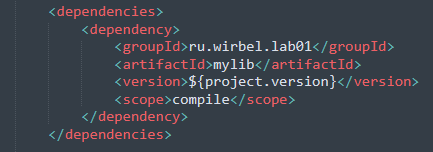 <dependencies>
<dependency>
<groupId>ru.wirbel.lab01</groupId>
<artifactId>mylib</artifactId>
<version>${project.version}</version>
<scope>compile</scope>
</dependency>
</dependencies>